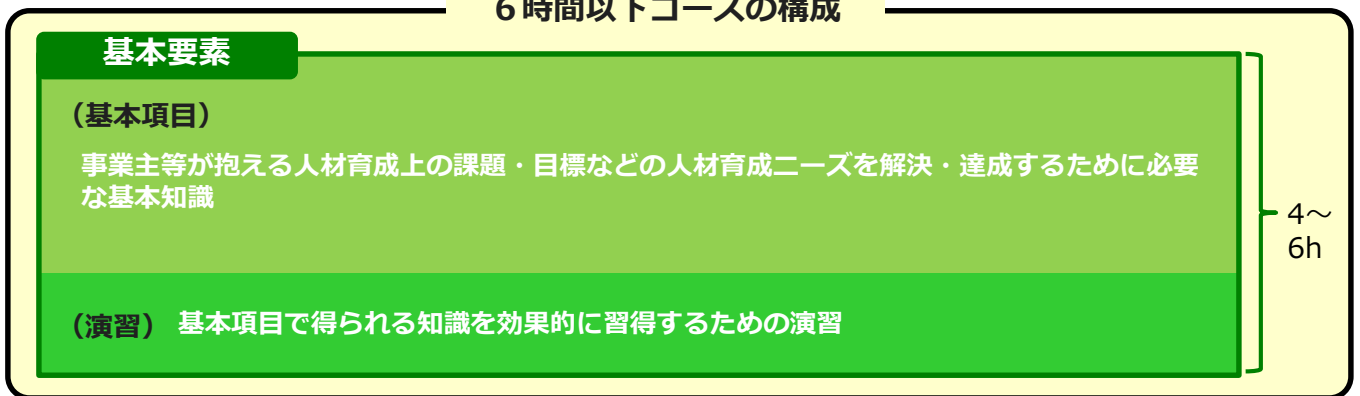 ６時間以下コースの構成
基本要素
（基本項目）
事業主等が抱える人材育成上の課題・目標などの人材育成ニーズを解決・達成するために必要
な基本知識
4～
6h
（演習） 基本項目で得られる知識を効果的に習得するための演習